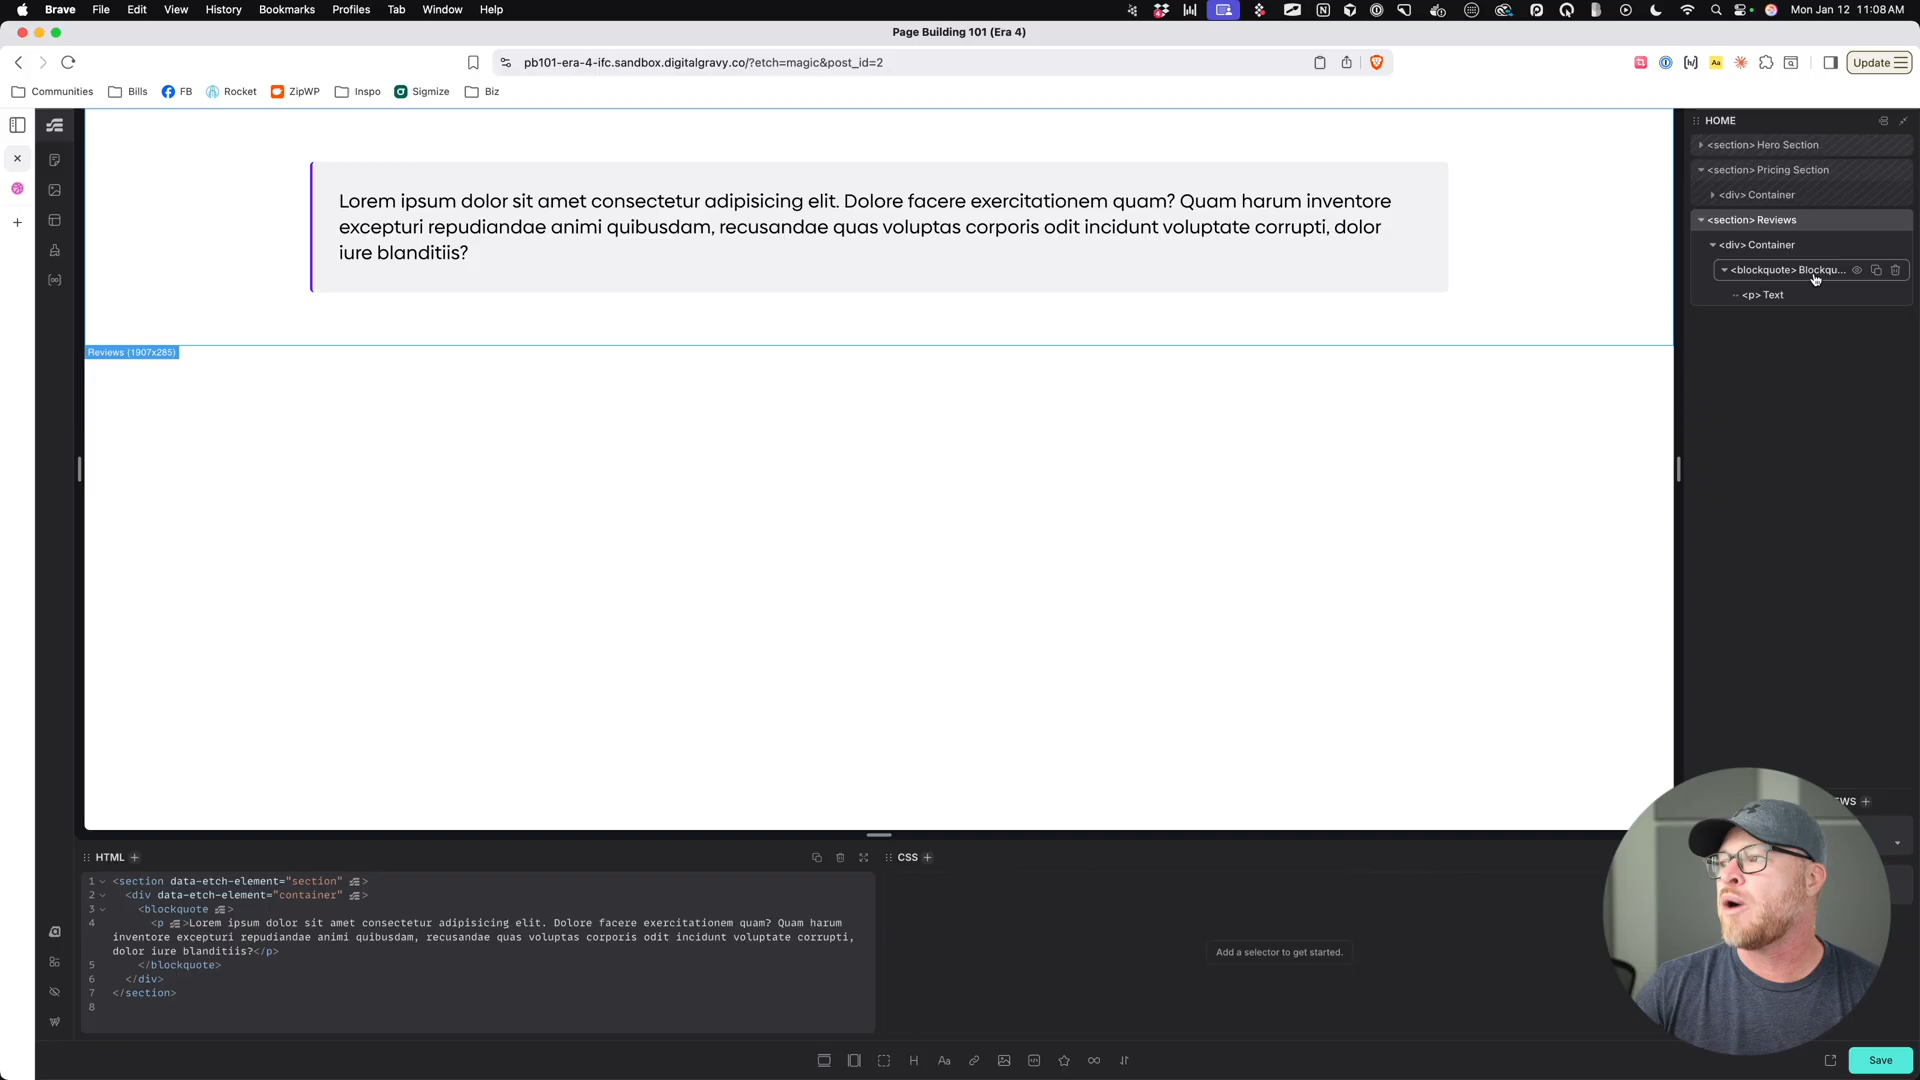 Brave File Edit View History Bookmarks Profiles Tab Window Help Mon Jan 12 11:08 AM
Page Building 101 (Era 4)
pb101-era-4-ifc.sandbox.digitalgravy.co/?etch=magic&post_id=2
Update
Communities Bills FB Rocket ZipWP Inspo Sigmize Biz
HOME
<section> Hero Section
<section> Pricing Section
<div> Container
<section> Reviews
<div> Container
<blockquote> Blockqu...
<p> Text
Lorem ipsum dolor sit amet consectetur adipisicing elit. Dolore facere exercitationem quam? Quam harum inventore
excepturi repudiandae animi quibusdam, recusandae quas voluptas corporis odit incidunt voluptate corrupti, dolor
iure blanditiis?
Reviews (1907x285)
HTML
1 <section data-etch-element="section" >
2 <div data-etch-element="container" >
3 <blockquote >
4 <p >Lorem ipsum dolor sit amet consectetur adipisicing elit. Dolore facere exercitationem quam? Quam harum
inventore excepturi repudiandae animi quibusdam, recusandae quas voluptas corporis odit incidunt voluptate corrupti,
dolor iure blanditiis?</p>
5 </blockquote>
6 </div>
7 </section>
8
CSS
Add a selector to get started.
Save